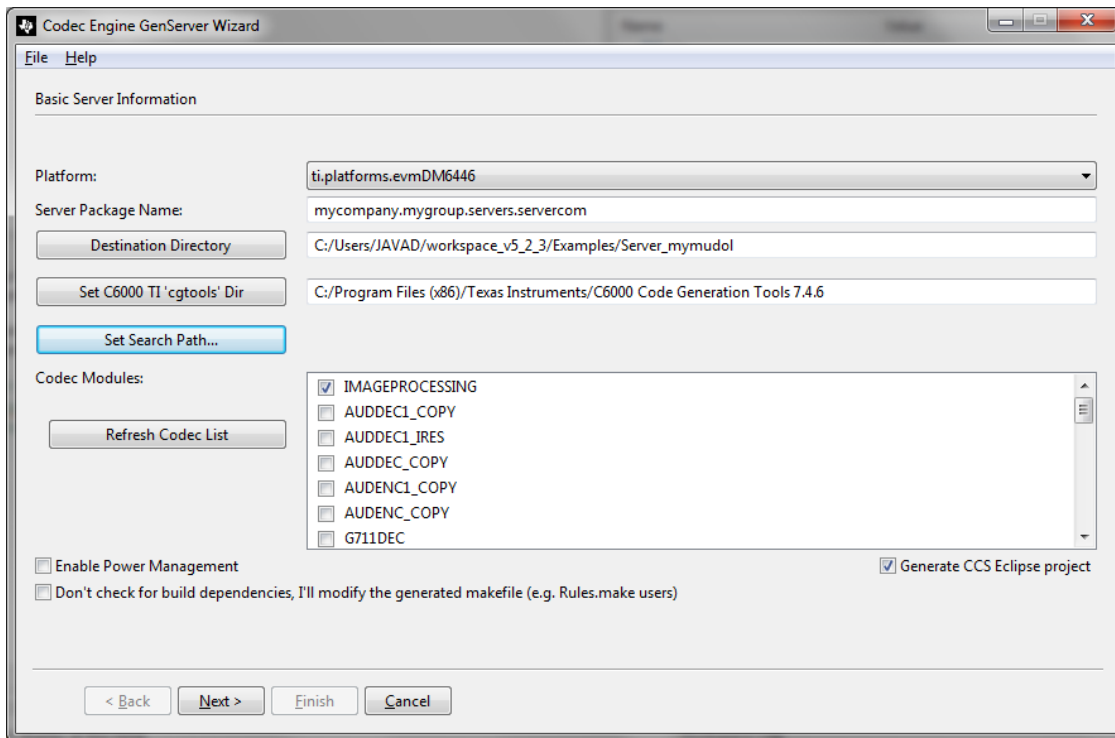 Codec Engine GenServer Wizard
File Help
Basic Server Information
Platform: ti.platforms.evmDM6446
Server Package Name: mycompany.mygroup.servers.servercom
Destination Directory C:/Users/JAVAD/workspace_v5_2_3/Examples/Server_mymudol
Set C6000 TI 'cgtools' Dir C:/Program Files (x86)/Texas Instruments/C6000 Code Generation Tools 7.4.6
Set Search Path...
Codec Modules:
IMAGEPROCESSING
AUDDEC1_COPY
Refresh Codec List
AUDDEC1_IRES
AUDDEC_COPY
AUDENC1_COPY
AUDENC_COPY
G711DEC
Enable Power Management Generate CCS Eclipse project
Don't check for build dependencies, I'll modify the generated makefile (e.g. Rules.make users)
< Back Next > Finish Cancel